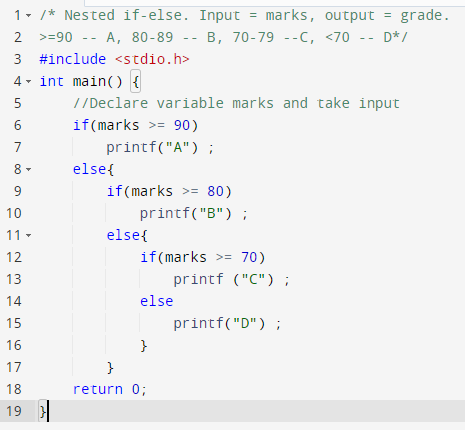 1 /* Nested if-else. Input = marks, output = grade.
2 >=90 -- A, 80-89 -- B, 70-79 --C, <70 -- D*/
3 #include <stdio.h>
4 int main() {
5     //Declare variable marks and take input
6     if(marks >= 90)
7         printf("A") ;
8     else{
9         if(marks >= 80)
10             printf("B") ;
11         else{
12             if(marks >= 70)
13                 printf ("C") ;
14             else
15                 printf("D") ;
16             }
17         }
18     return 0;
19 }